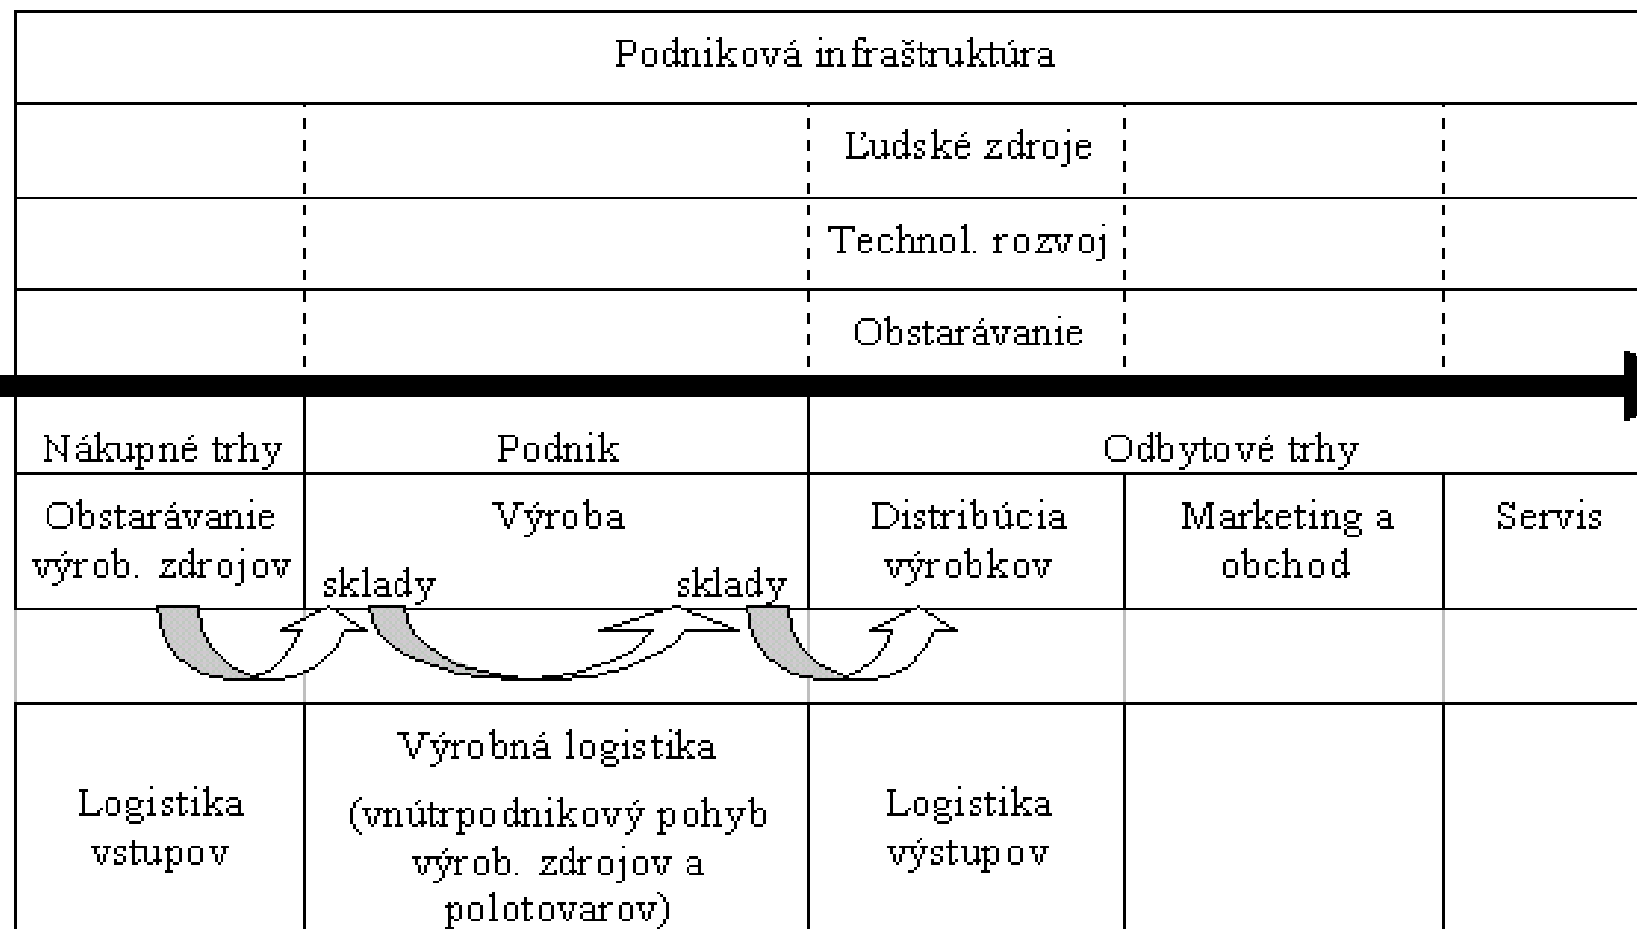 Podniková infraštruktúra
Ľudské zdroje
Technol. rozvoj
Obstarávanie
Nákupné trhy
Podnik
Odbytové trhy
Obstarávanie
výrob. zdrojov
Výroba
sklady
sklady
Distribúcia
výrobkov
Marketing a
obchod
Servis
Logistika
vstupov
Výrobná logistika
(vnútrpodnikový pohyb
výrob. zdrojov a
polotovarov)
Logistika
výstupov